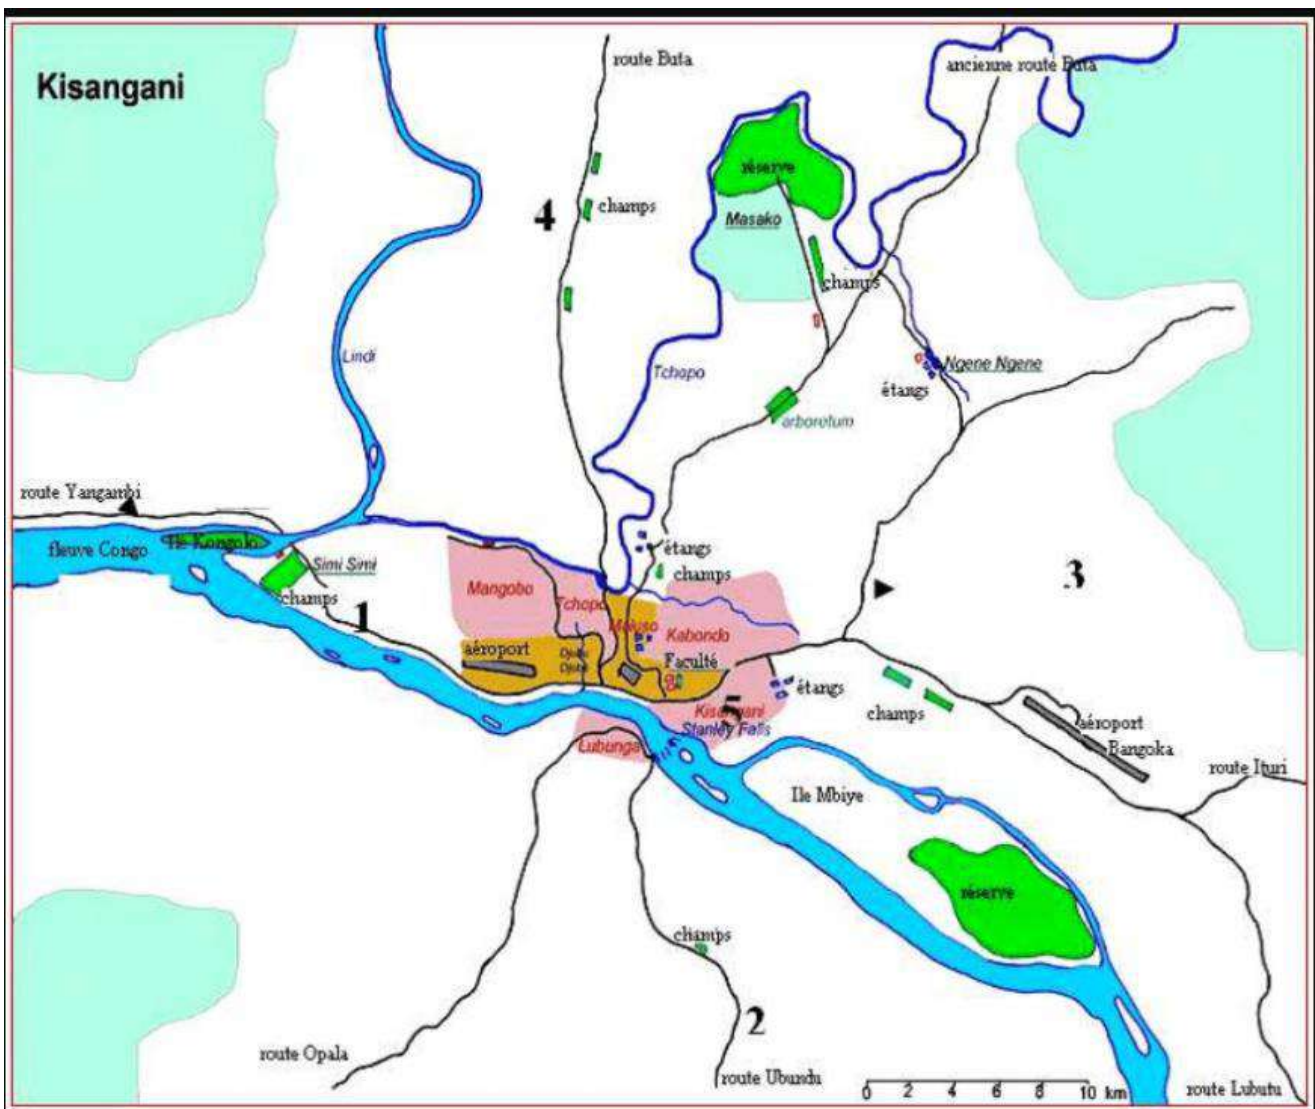 Kisangani
route Buta
ancienne route Buta
réserve
Masako
champs
4
champs
Lindi
Tchopo
Ngene Ngene
étangs
arboretum
route Yangambi
fleuve Congo
Ile Kongolo
Simi Simi
champs
1
étangs
champs
3
Mangobo
Tchopo
Makiso
Kabondo
aéroport
Faculté
étangs
champs
Kisangani
5
Stanley Falls
Lubunga
aéroport
Bangoka
route Ituri
Ile Mbiye
réserve
champs
2
route Opala
route Ubundu
0 2 4 6 8 10 km
route Lubutu